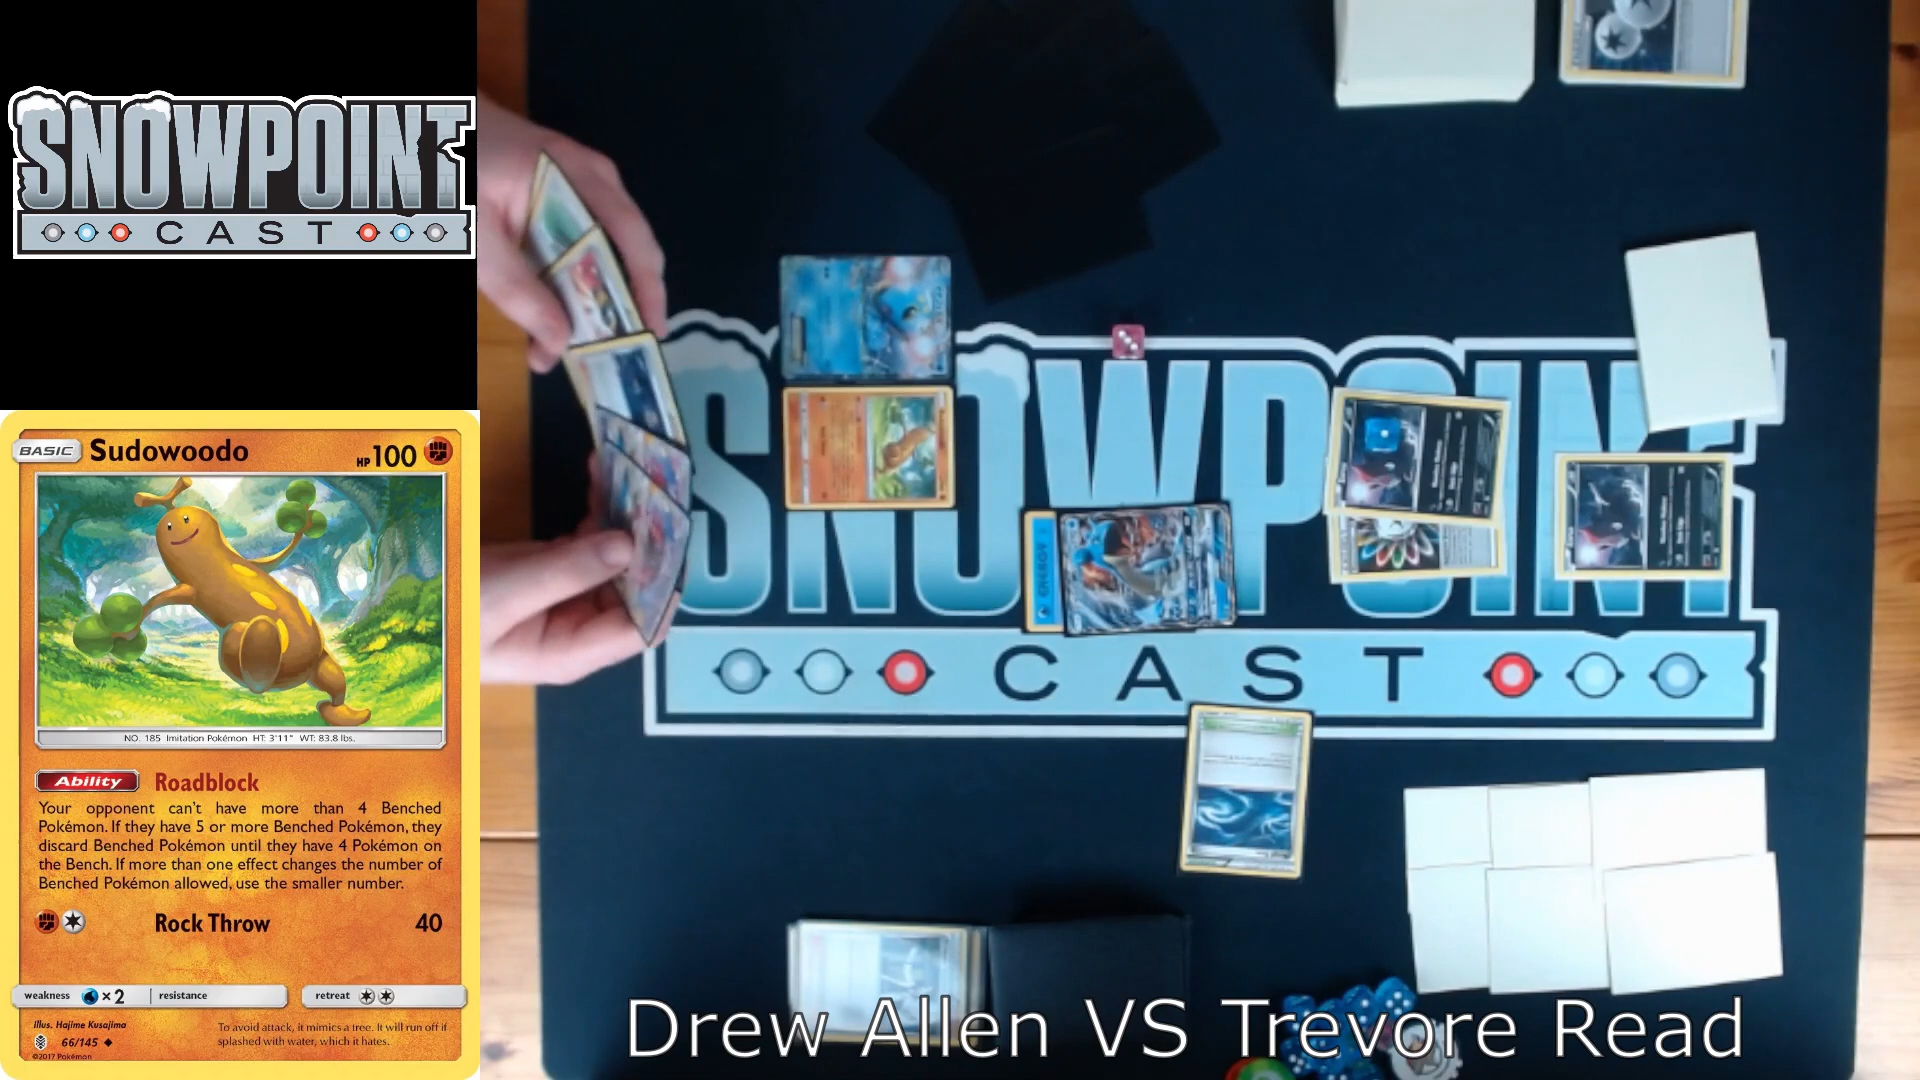 SNOWPOINT
CAST
BASIC Sudowoodo HP 100
NO. 185 Imitation Pokémon HT: 3'11" WT: 83.8 lbs.
Ability Roadblock
Your opponent can't have more than 4 Benched
Pokémon. If they have 5 or more Benched Pokémon, they
discard Benched Pokémon until they have 4 Pokémon on
the Bench. If more than one effect changes the number of
Benched Pokémon allowed, use the smaller number.
Rock Throw 40
weakness ×2 resistance retreat
Illus. Hajime Kusajima
66/145
©2017 Pokémon
To avoid attack, it mimics a tree. It will run off if
splashed with water, which it hates.
SNOWPOINT
ENERGY
CAST
Drew Allen VS Trevore Read